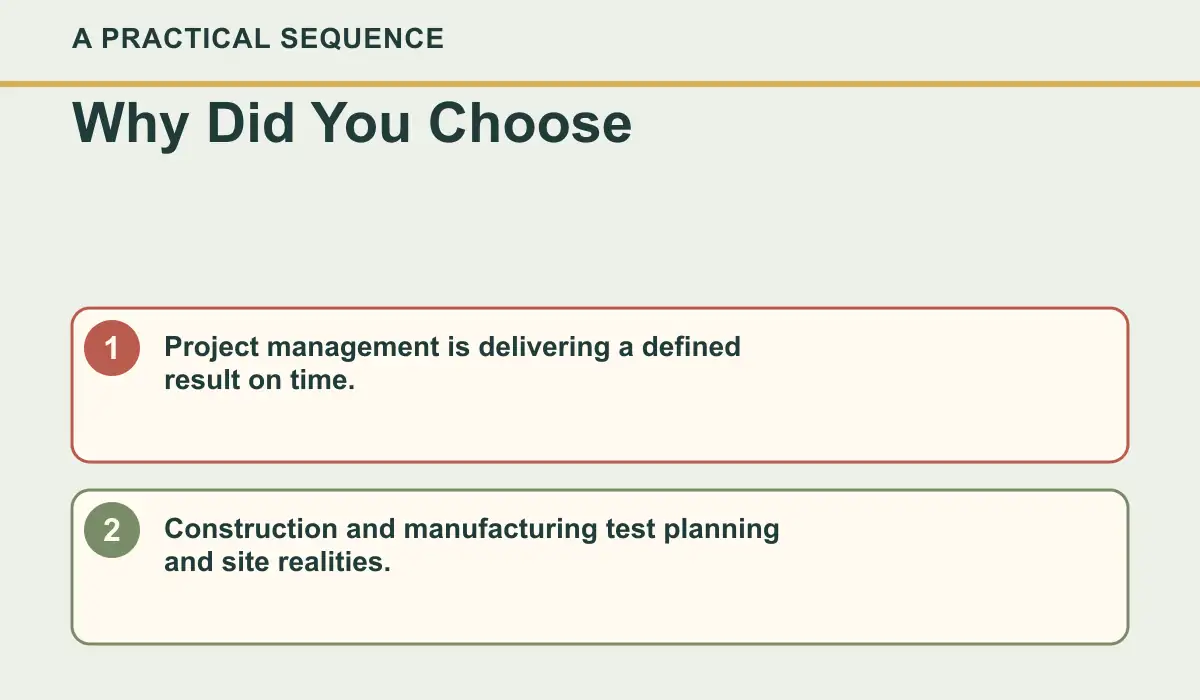 A PRACTICAL SEQUENCE
Why Did You Choose
1
Project management is delivering a defined
result on time.
2
Construction and manufacturing test planning
and site realities.